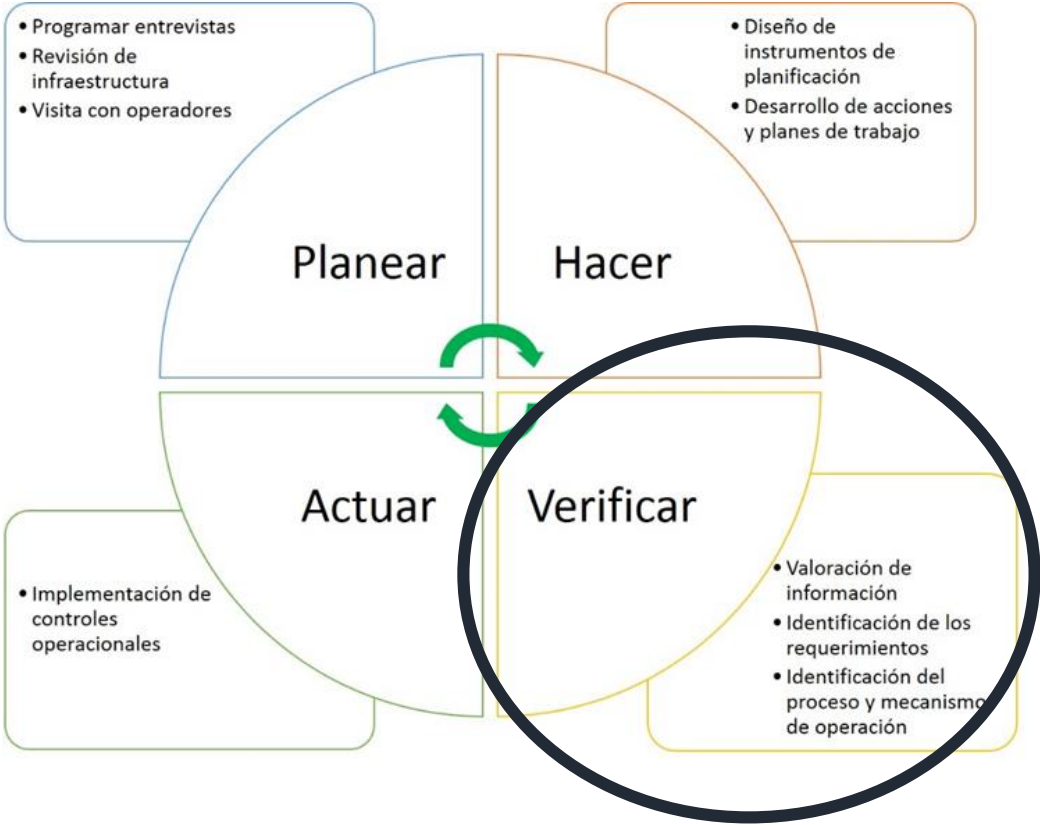 • Programar entrevistas
• Revisión de
infraestructura
• Visita con operadores
• Diseño de
instrumentos de
planificación
• Desarrollo de acciones
y planes de trabajo
Planear
Hacer
Actuar
Verificar
• Implementación de
controles
operacionales
• Valoración de
información
• Identificación de los
requerimientos
• Identificación del
proceso y mecanismo
de operación